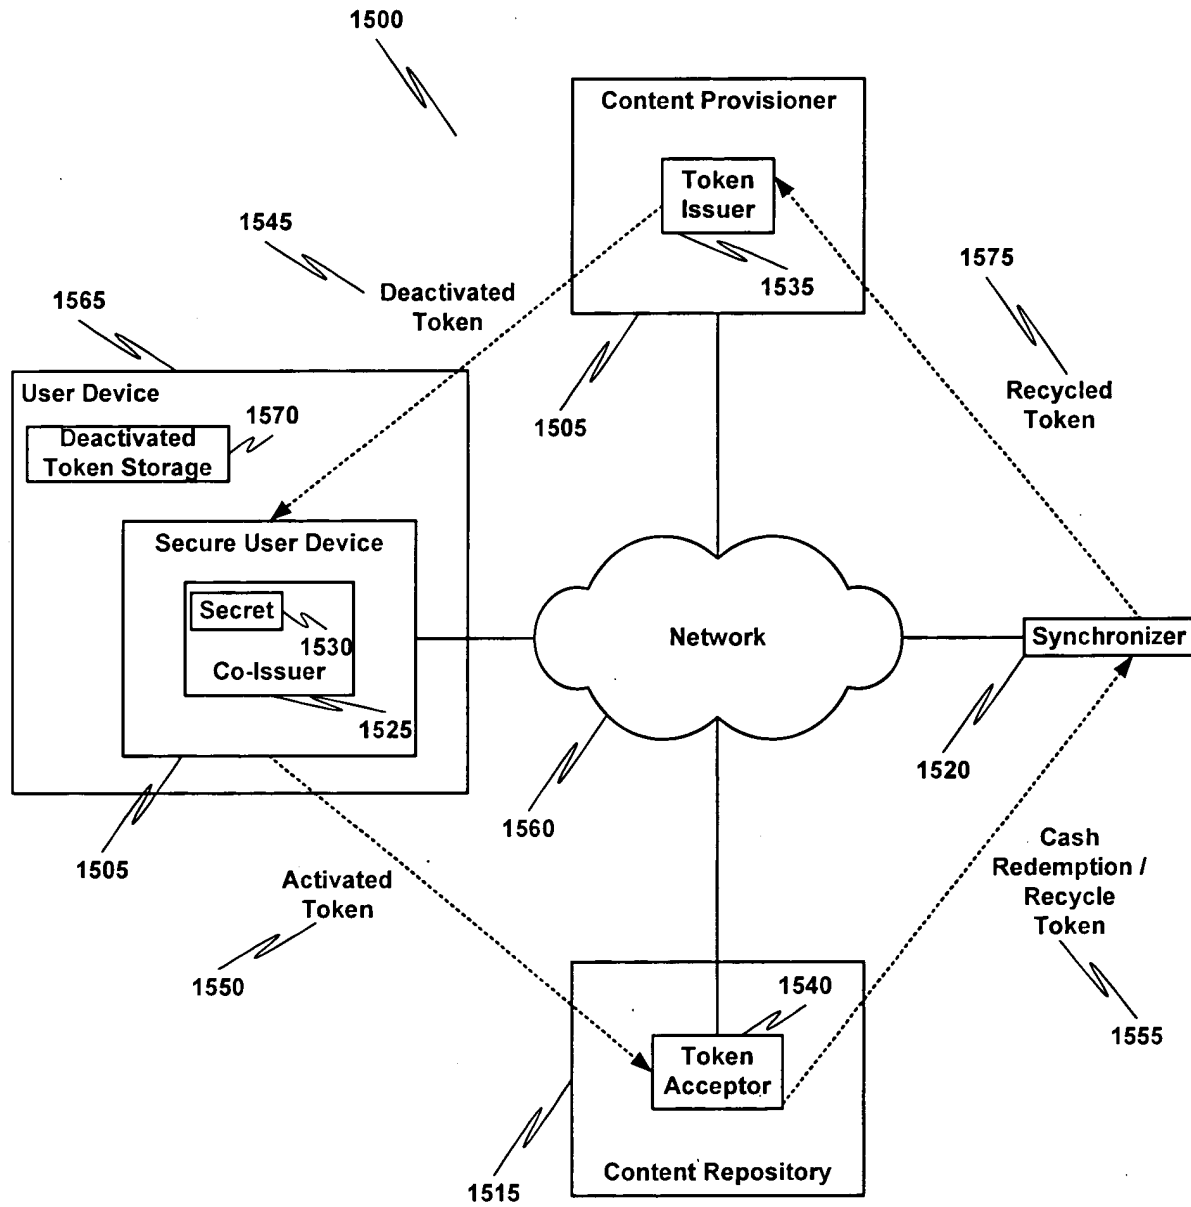 1500
Content Provisioner
Token
Issuer
1535
1545
Deactivated
Token
1575
Recycled
Token
1565
User Device
1570
Deactivated
Token Storage
1505
Secure User Device
Secret
1530
Co-Issuer
1525
Network
Synchronizer
1520
1560
1505
Activated
Token
1550
Cash
Redemption /
Recycle
Token
1555
1540
Token
Acceptor
Content Repository
1515